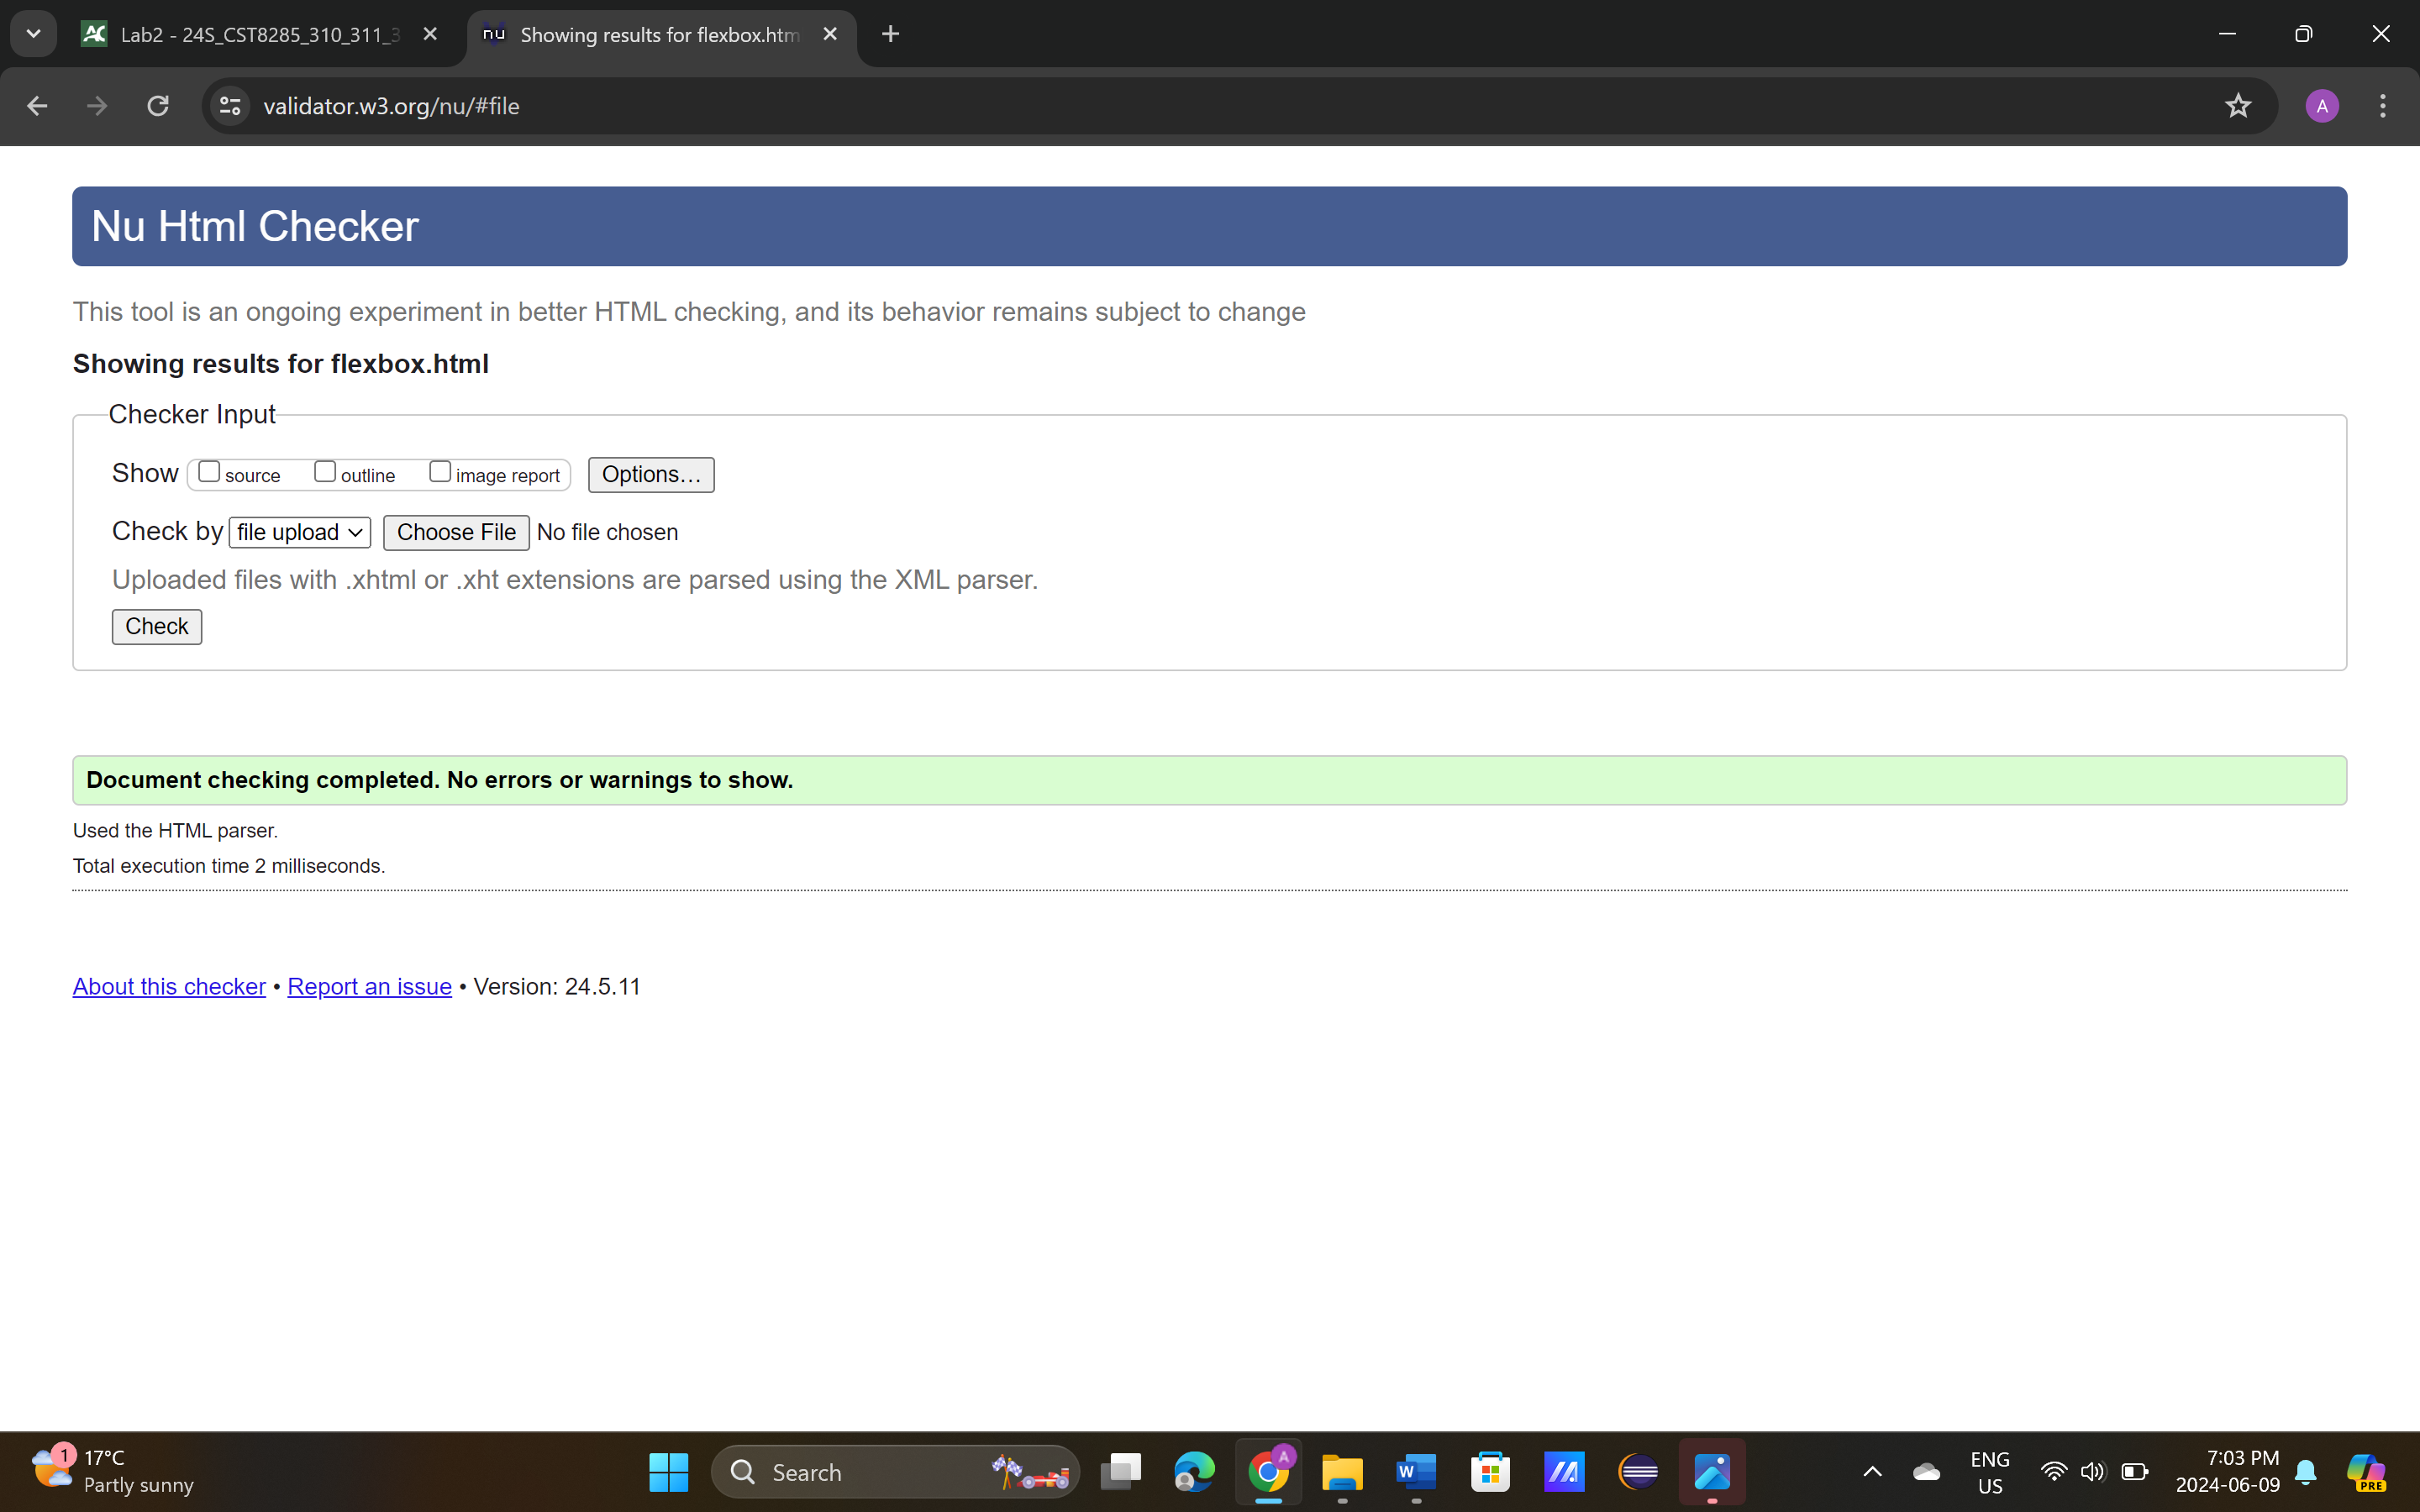 AC Lab2 - 24S_CST8285_310_311_3
nu Showing results for flexbox.htm
validator.w3.org/nu/#file
A
Nu Html Checker
This tool is an ongoing experiment in better HTML checking, and its behavior remains subject to change
Showing results for flexbox.html
Checker Input
Show source outline image report Options...
Check by file upload Choose File No file chosen
Uploaded files with .xhtml or .xht extensions are parsed using the XML parser.
Check
Document checking completed. No errors or warnings to show.
Used the HTML parser.
Total execution time 2 milliseconds.
About this checker • Report an issue • Version: 24.5.11
1 17°C
Partly sunny
Search
A
W
ENG
US
7:03 PM
2024-06-09
PRE